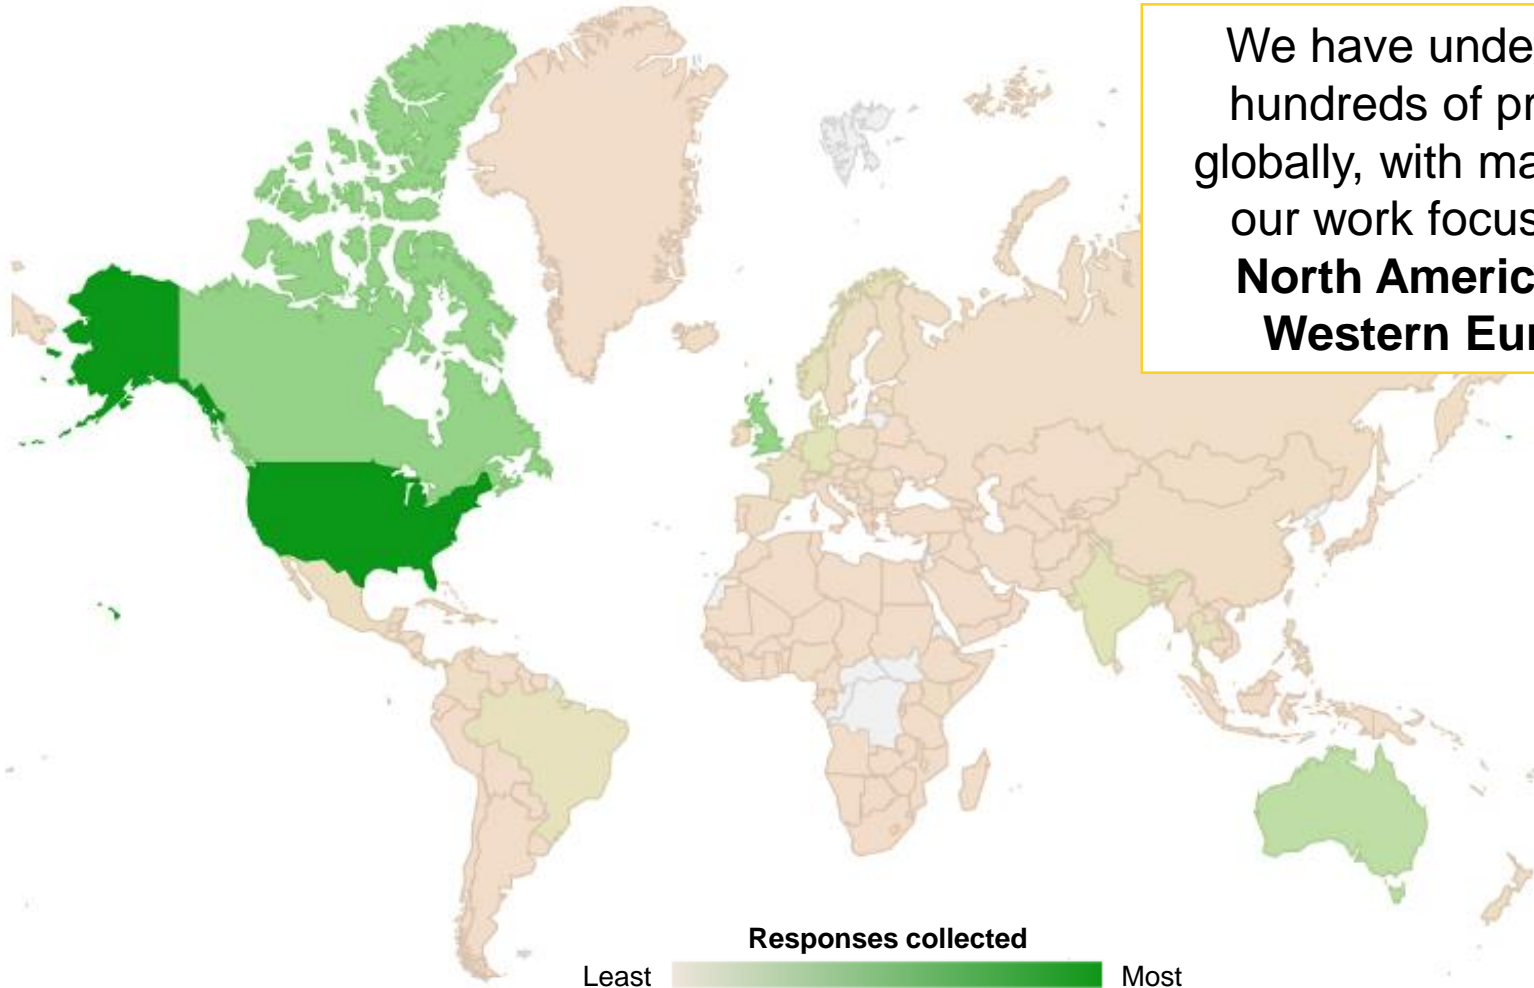 We have unde
hundreds of pr
globally, with ma
our work focus
North Americ
Western Eur
Responses collected
Least
Most